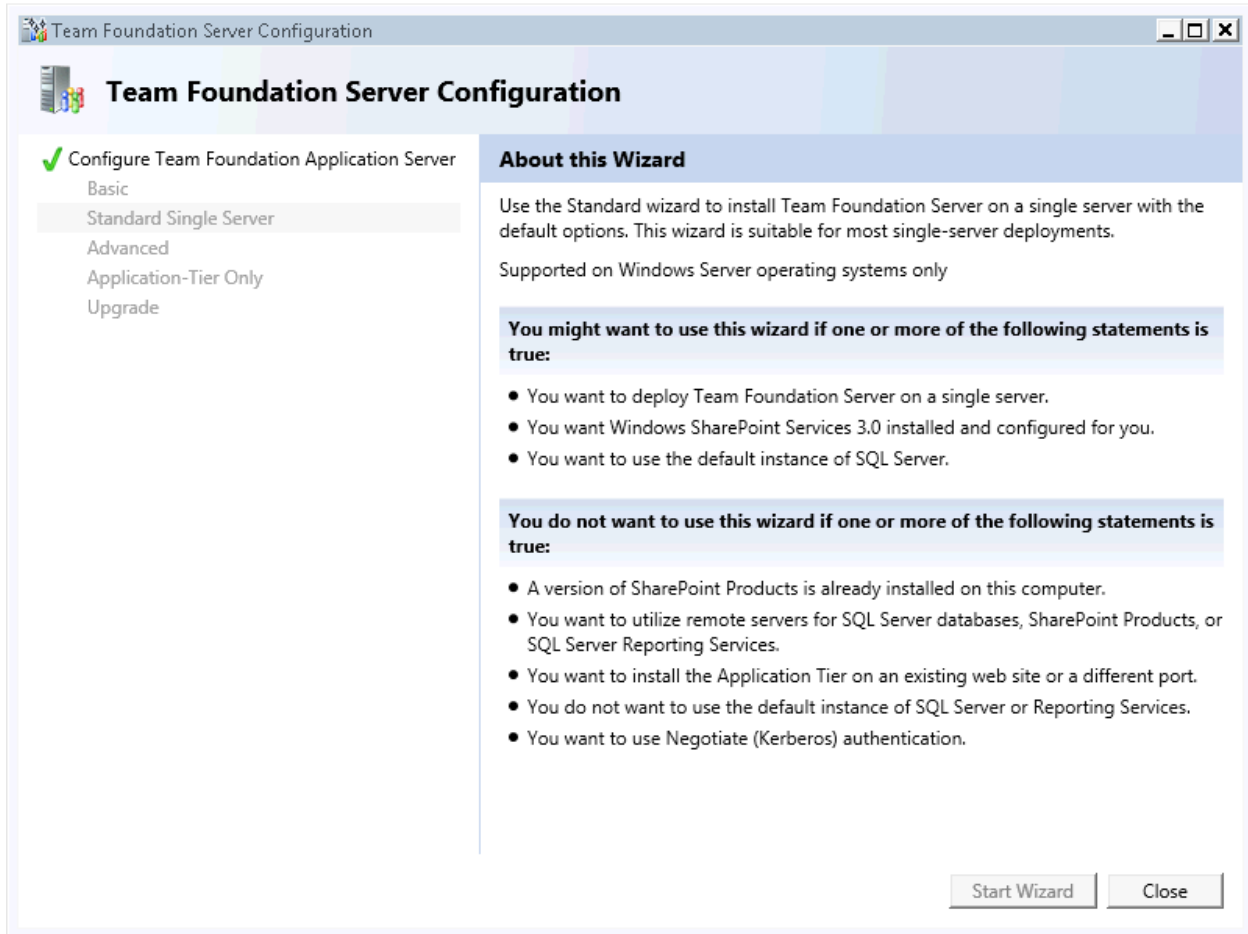 Team Foundation Server Configuration
Team Foundation Server Configuration
Configure Team Foundation Application Server
Basic
Standard Single Server
Advanced
Application-Tier Only
Upgrade
About this Wizard
Use the Standard wizard to install Team Foundation Server on a single server with the
default options. This wizard is suitable for most single-server deployments.
Supported on Windows Server operating systems only
You might want to use this wizard if one or more of the following statements is
true:
• You want to deploy Team Foundation Server on a single server.
• You want Windows SharePoint Services 3.0 installed and configured for you.
• You want to use the default instance of SQL Server.
You do not want to use this wizard if one or more of the following statements is
true:
• A version of SharePoint Products is already installed on this computer.
• You want to utilize remote servers for SQL Server databases, SharePoint Products, or
SQL Server Reporting Services.
• You want to install the Application Tier on an existing web site or a different port.
• You do not want to use the default instance of SQL Server or Reporting Services.
• You want to use Negotiate (Kerberos) authentication.
Start Wizard
Close